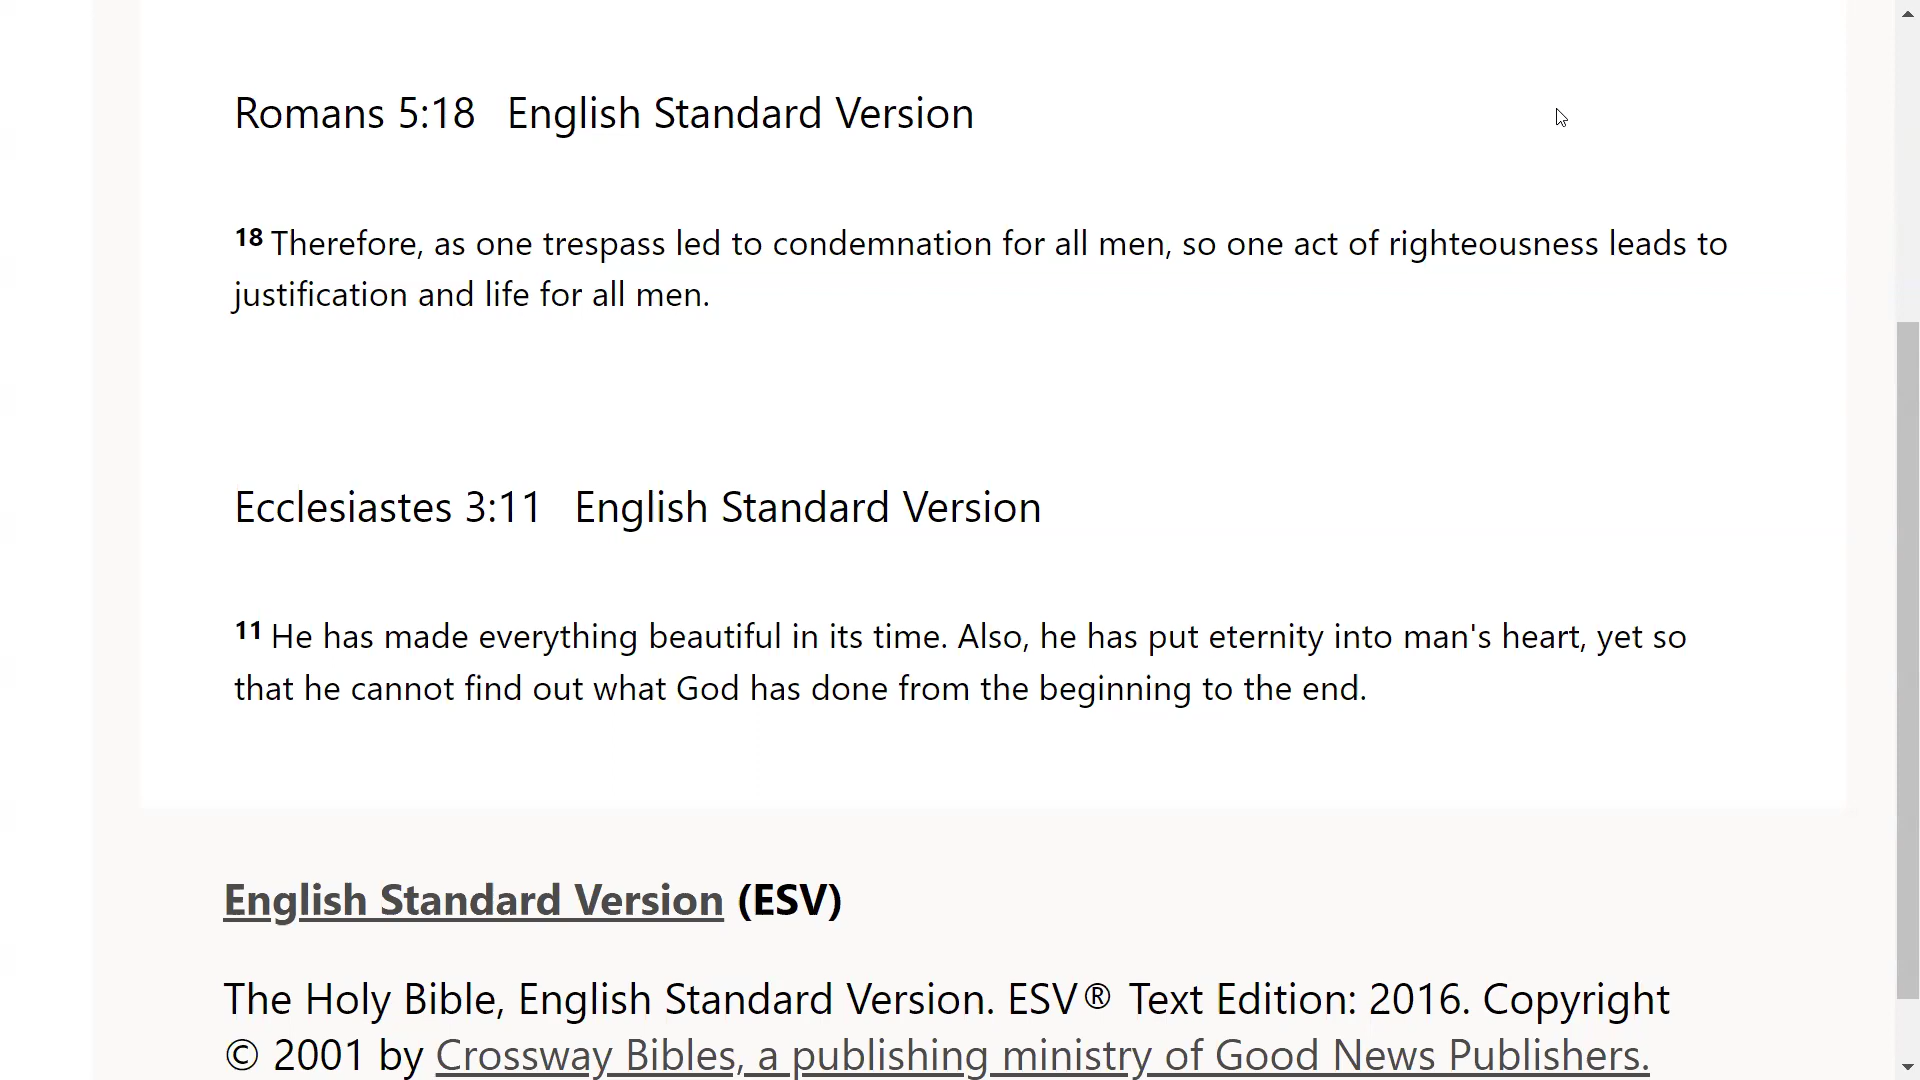 Romans 5:18 English Standard Version
18 Therefore, as one trespass led to condemnation for all men, so one act of righteousness leads to
justification and life for all men.
Ecclesiastes 3:11 English Standard Version
11 He has made everything beautiful in its time. Also, he has put eternity into man's heart, yet so
that he cannot find out what God has done from the beginning to the end.
English Standard Version (ESV)
The Holy Bible, English Standard Version. ESV® Text Edition: 2016. Copyright
© 2001 by Crossway Bibles, a publishing ministry of Good News Publishers.